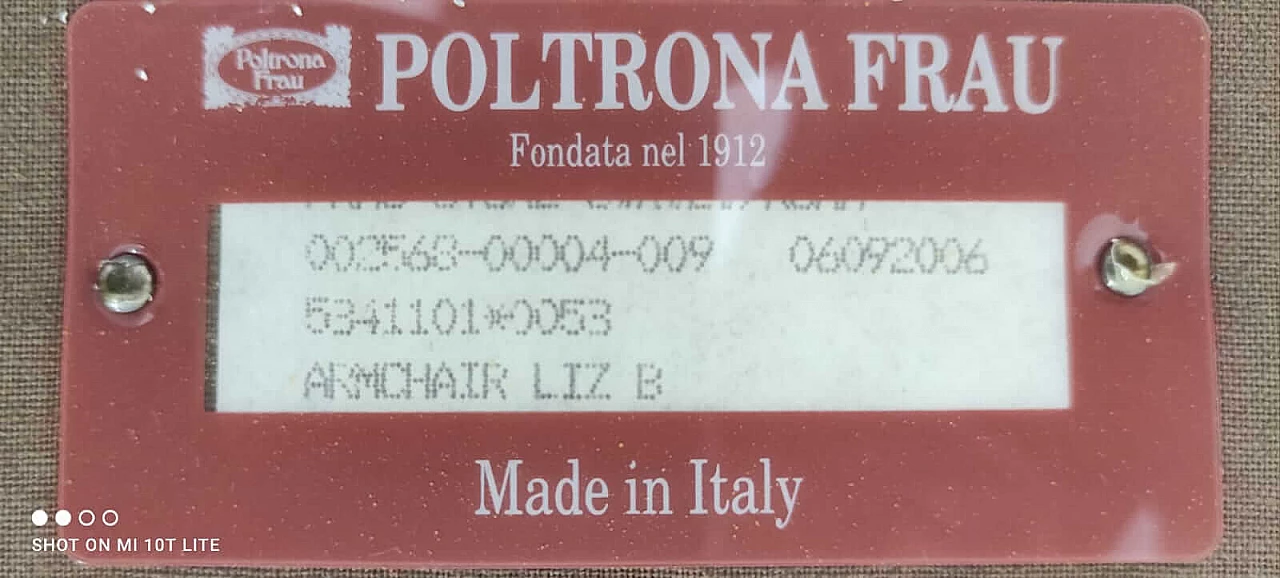 Poltrona
Frau
POLTRONA FRAU
Fondata nel 1912
002568-00004-009 06092006
5341101*0053
ARMCHAIR LIZ B
Made in Italy
SHOT ON MI 10T LITE